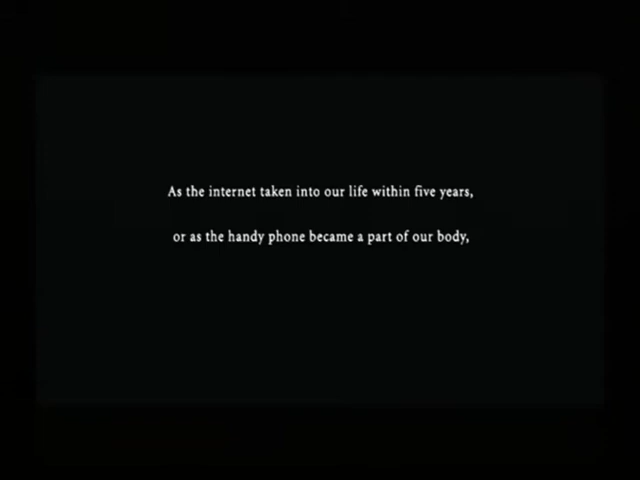 As the internet taken into our life within five years,
or as the handy phone became a part of our body,